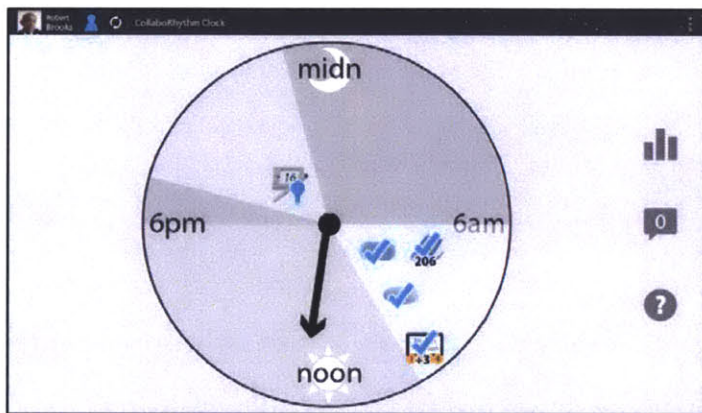 Robert
Brooks
CollaboRhythm Clock
midn
16
6pm
6am
206
0
+3
?
noon